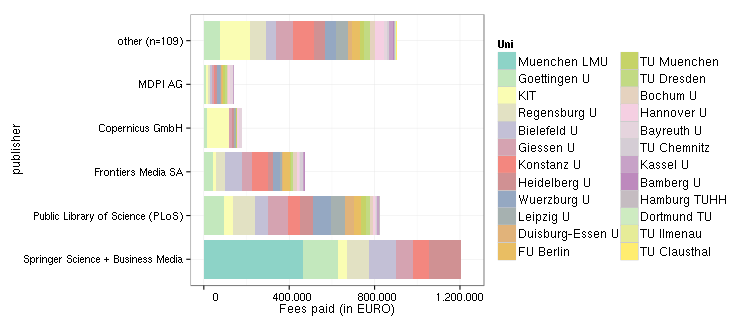 other (n=109)
MDPI AG
Copernicus GmbH
Frontiers Media SA
Public Library of Science (PLoS)
Springer Science + Business Media
publisher
0 400.000 800.000 1.200.000
Fees paid (in EURO)
Uni
Muenchen LMU
Goettingen U
KIT
Regensburg U
Bielefeld U
Giessen U
Konstanz U
Heidelberg U
Wuerzburg U
Leipzig U
Duisburg-Essen U
FU Berlin
TU Muenchen
TU Dresden
Bochum U
Hannover U
Bayreuth U
TU Chemnitz
Kassel U
Bamberg U
Hamburg TUHH
Dortmund TU
TU Ilmenau
TU Clausthal